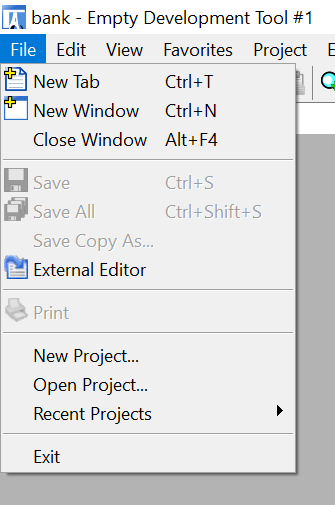 bank - Empty Development Tool #1
File Edit View Favorites Project E
New Tab Ctrl+T
New Window Ctrl+N
Close Window Alt+F4
Save Ctrl+S
Save All Ctrl+Shift+S
Save Copy As...
External Editor
Print
New Project...
Open Project...
Recent Projects
Exit